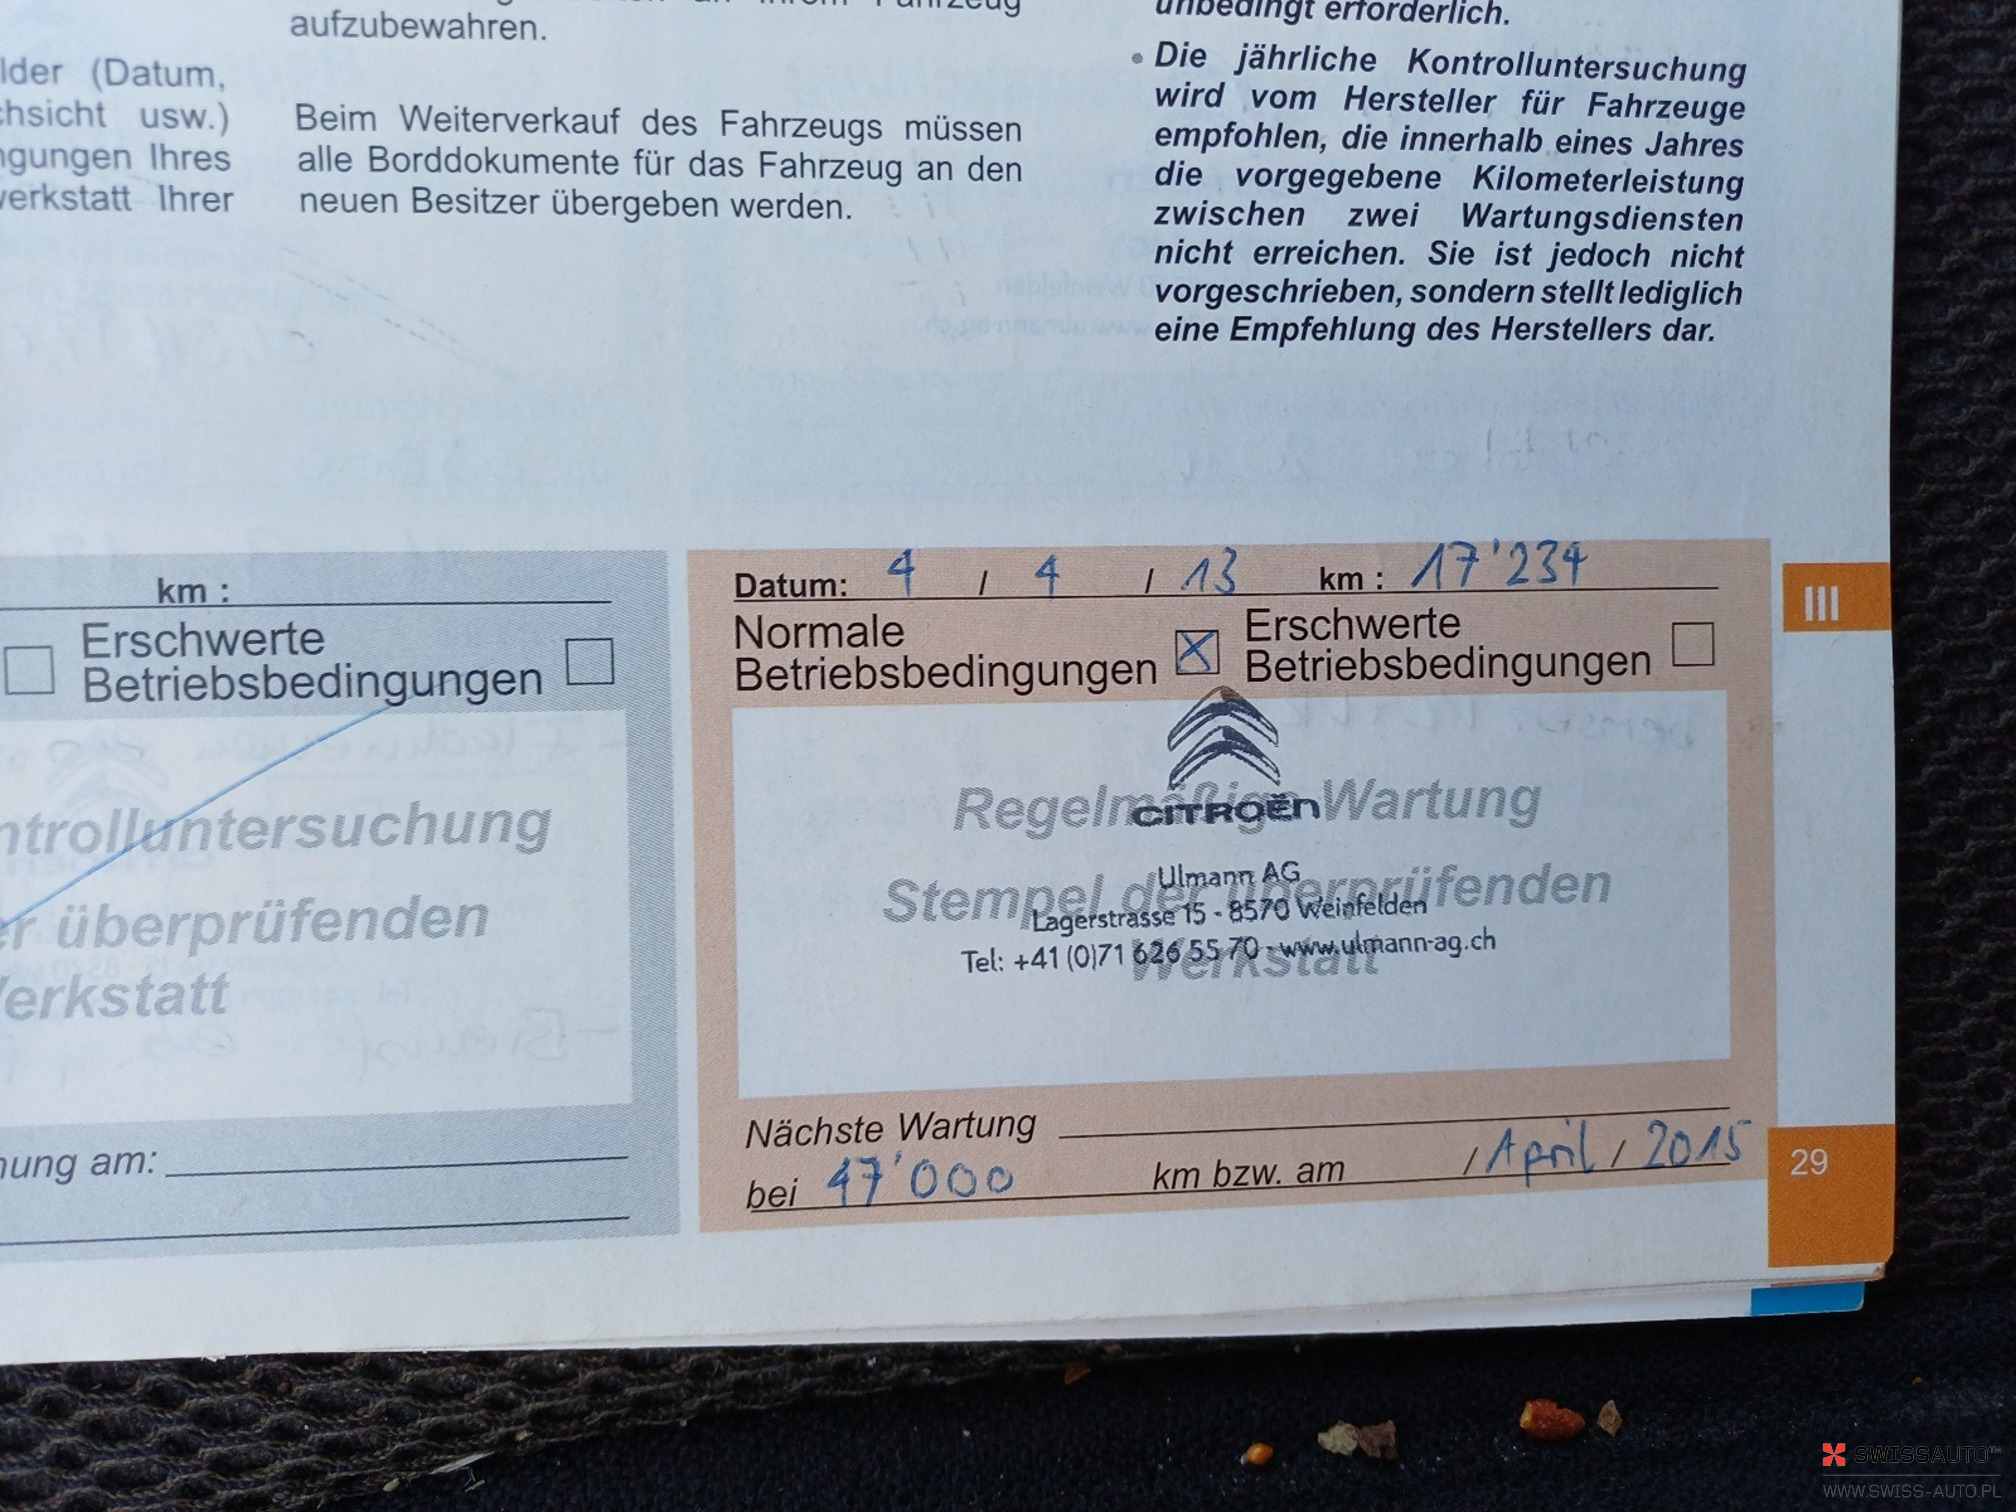 aufzubewahren.
(Datum,
usw.)
Ihres
Ihrer
Beim Weiterverkauf des Fahrzeugs müssen
alle Borddokumente für das Fahrzeug an den
neuen Besitzer übergeben werden.
unbedingt erforderlich.
• Die jährliche Kontrolluntersuchung
wird vom Hersteller für Fahrzeuge
empfohlen, die innerhalb eines Jahres
die vorgegebene Kilometerleistung
zwischen zwei Wartungsdiensten
nicht erreichen. Sie ist jedoch nicht
vorgeschrieben, sondern stellt lediglich
eine Empfehlung des Herstellers dar.
km :
Erschwerte
Betriebsbedingungen
ntrolluntersuchung
er überprüfenden
erkstatt
nung am:
Datum: 4 / 4 / 13 km : 17'234
Normale
Betriebsbedingungen
Erschwerte
Betriebsbedingungen
Regelmäßige Wartung
Stempel der überprüfenden
Werkstatt
CITROËN
Ulmann AG
Lagerstrasse 15 - 8570 Weinfelden
Tel: +41 (0)71 626 55 70 - www.ulmann-ag.ch
Nächste Wartung
bei 47'000 km bzw. am / April / 2015
III
29
SWISSAUTO™
WWW.SWISS-AUTO.PL